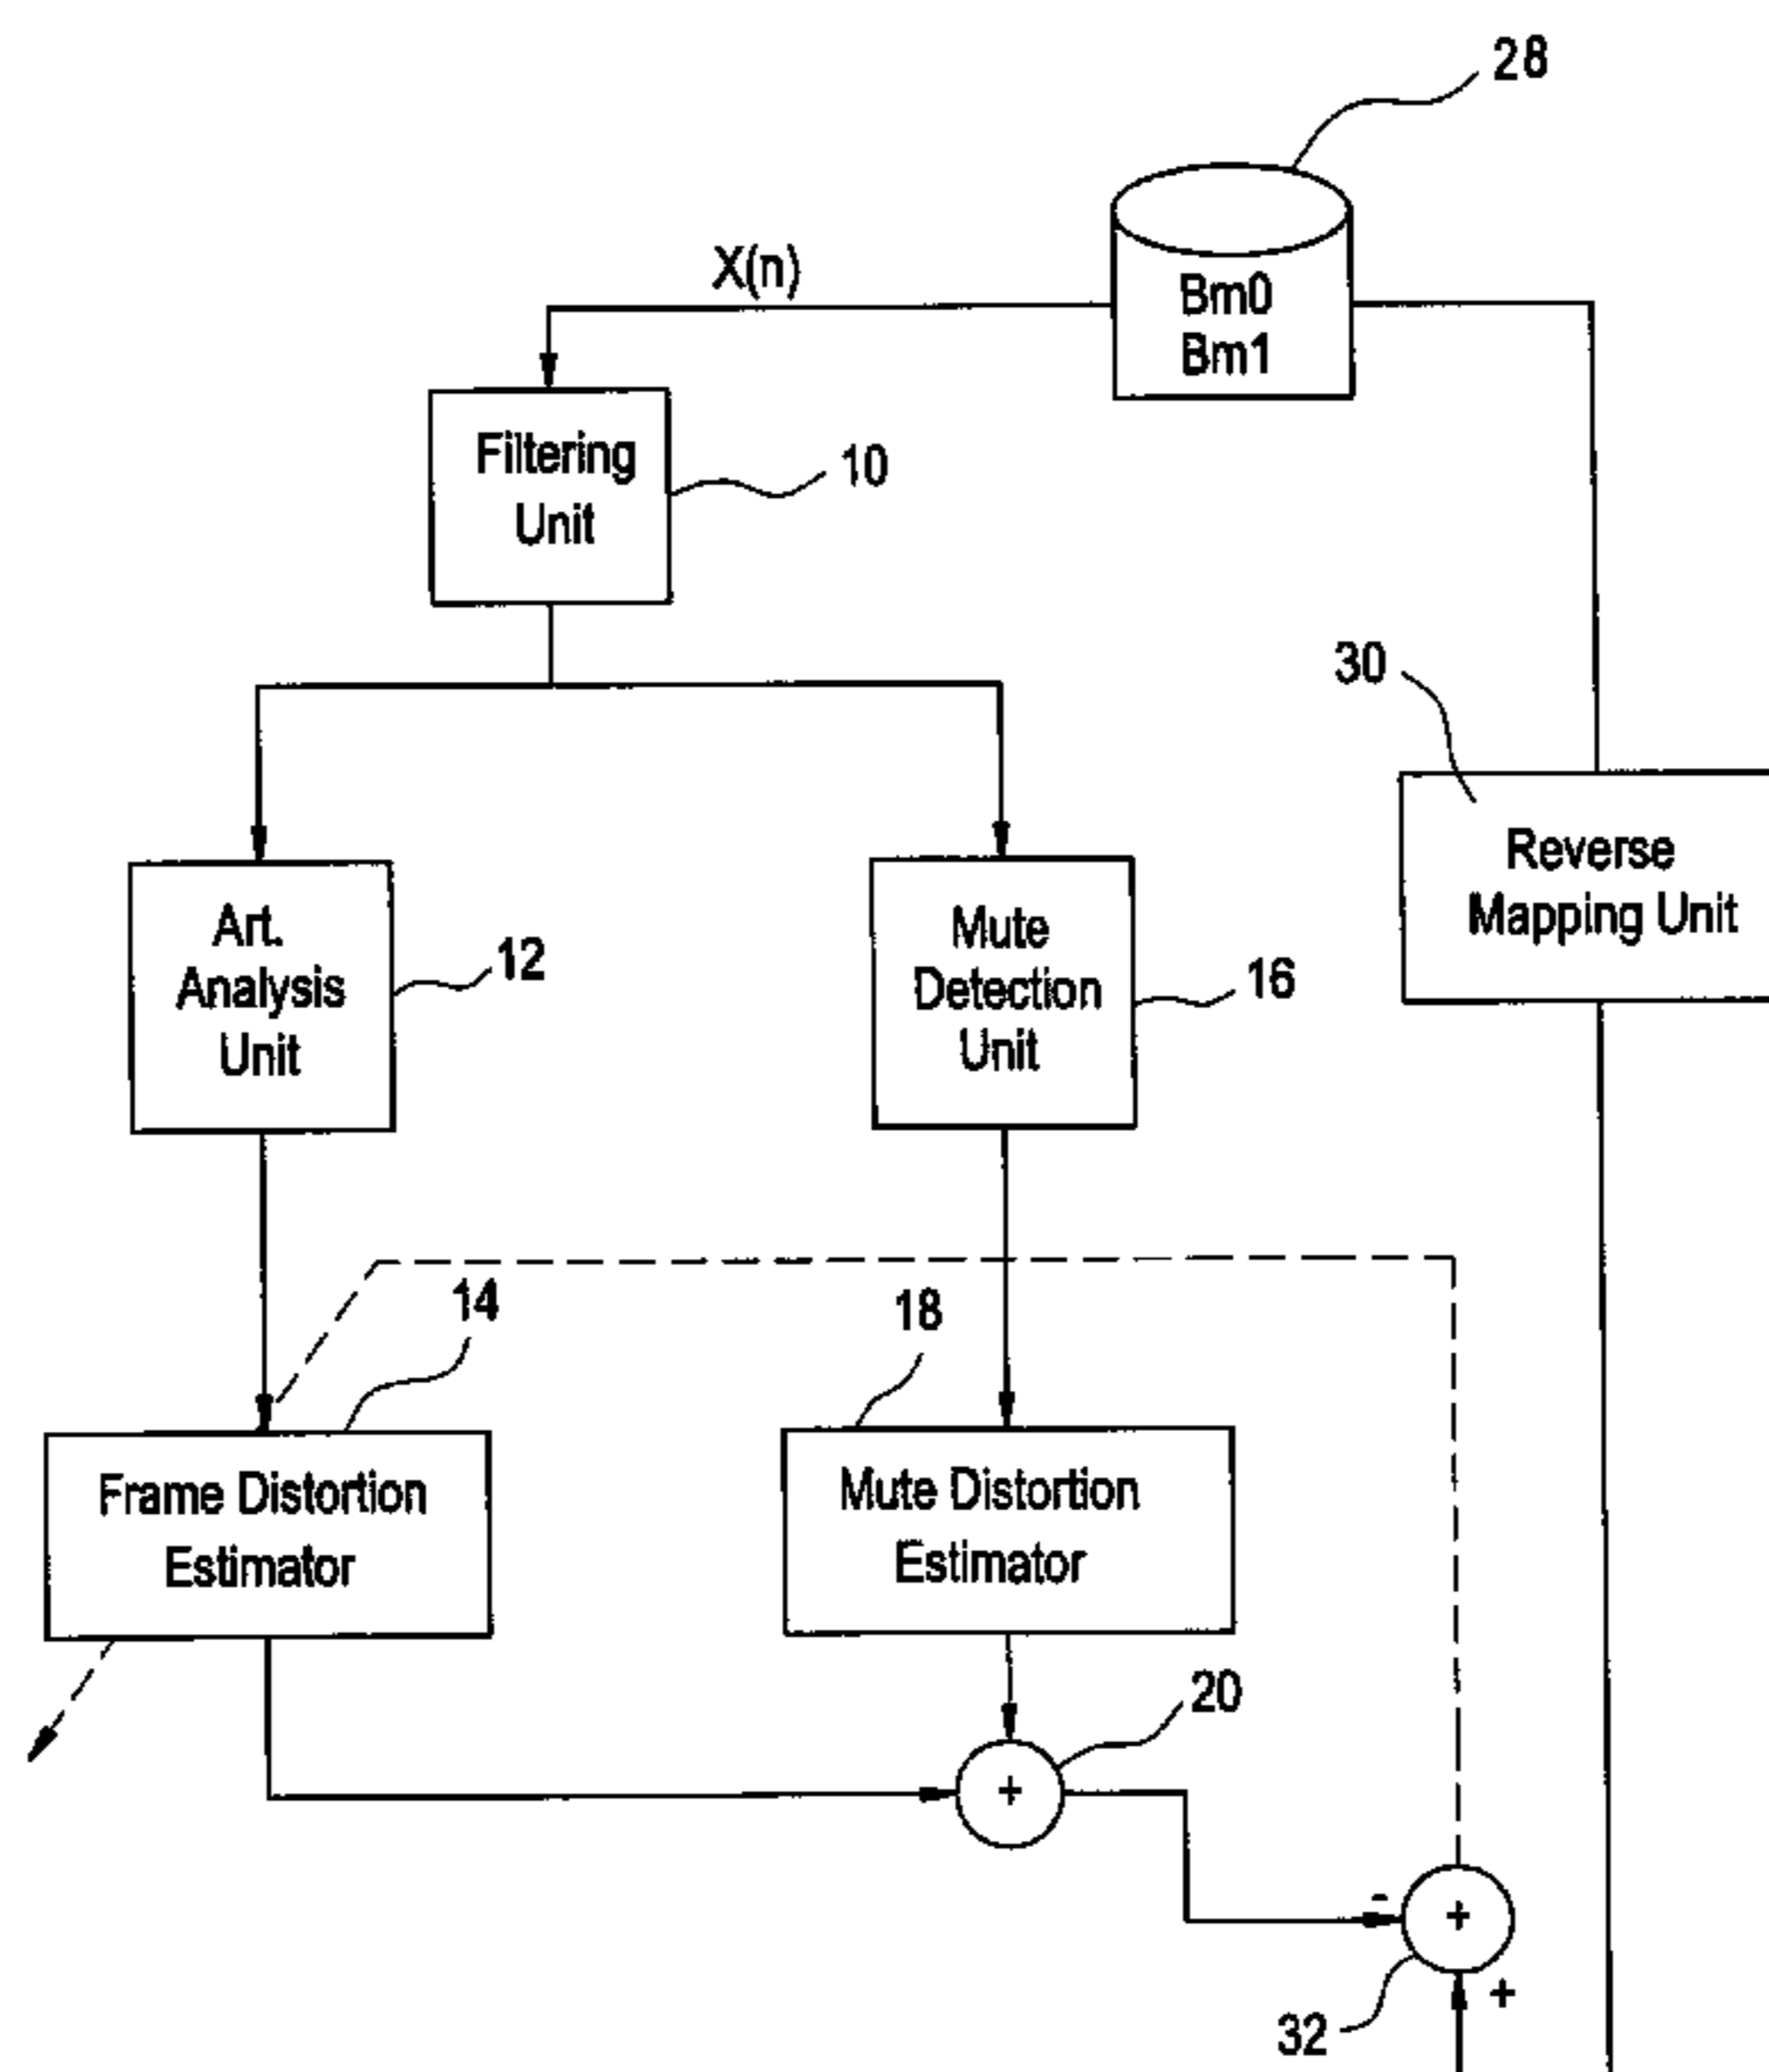 28
X(n)
Bm0
Bm1
Filtering
Unit
10
30
Reverse
Mapping Unit
Art.
Analysis
Unit
12
Mute
Detection
Unit
16
14
18
Frame Distortion
Estimator
Mute Distortion
Estimator
20
+
-
+
+
32